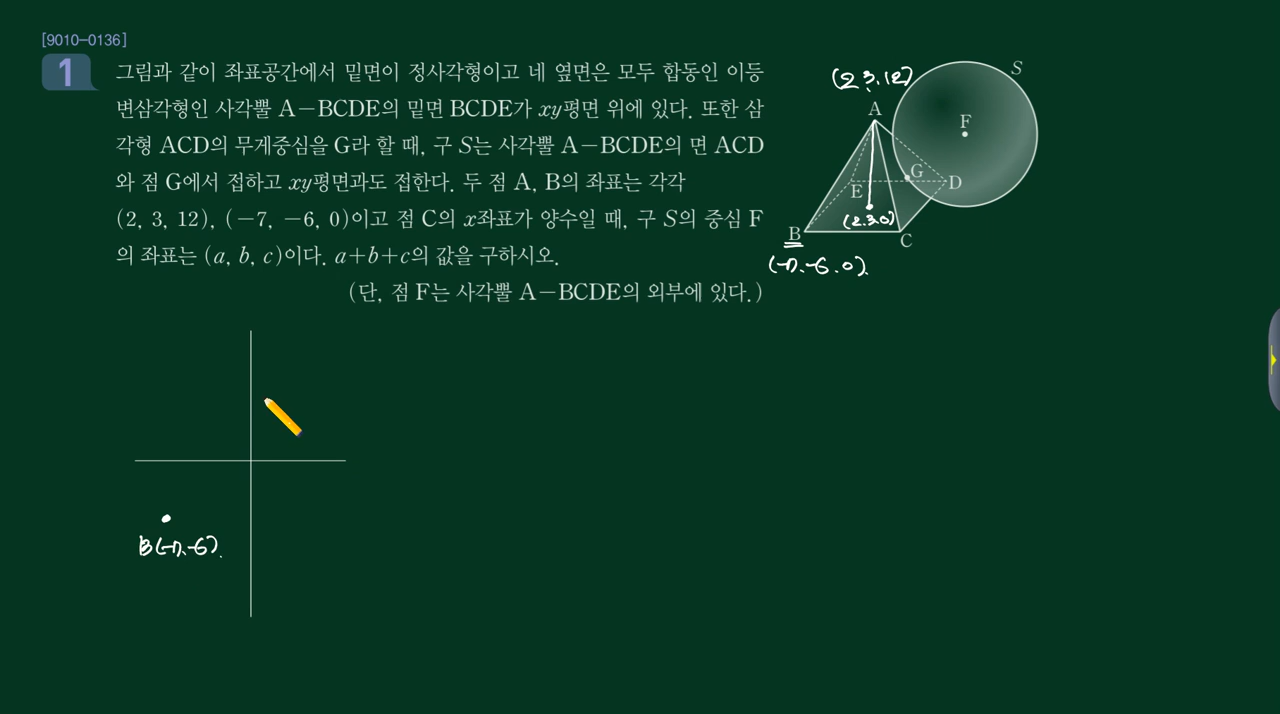 [9010-0136]
1
그림과 같이 좌표공간에서 밑면이 정사각형이고 네 옆면은 모두 합동인 이등
변삼각형인 사각뿔 A-BCDE의 밑면 BCDE가 xy평면 위에 있다. 또한 삼
각형 ACD의 무게중심을 G라 할 때, 구 S는 사각뿔 A-BCDE의 면 ACD
와 점 G에서 접하고 xy평면과도 접한다. 두 점 A, B의 좌표는 각각
(2, 3, 12), (-7, -6, 0)이고 점 C의 x좌표가 양수일 때, 구 S의 중심 F
의 좌표는 (a, b, c)이다. a+b+c의 값을 구하시오.
(단, 점 F는 사각뿔 A-BCDE의 외부에 있다.)
(2, 3, 12)
S
A
F
G
E
D
(2.3.0)
B
C
(-7.-6.0).
B(-7.-6).